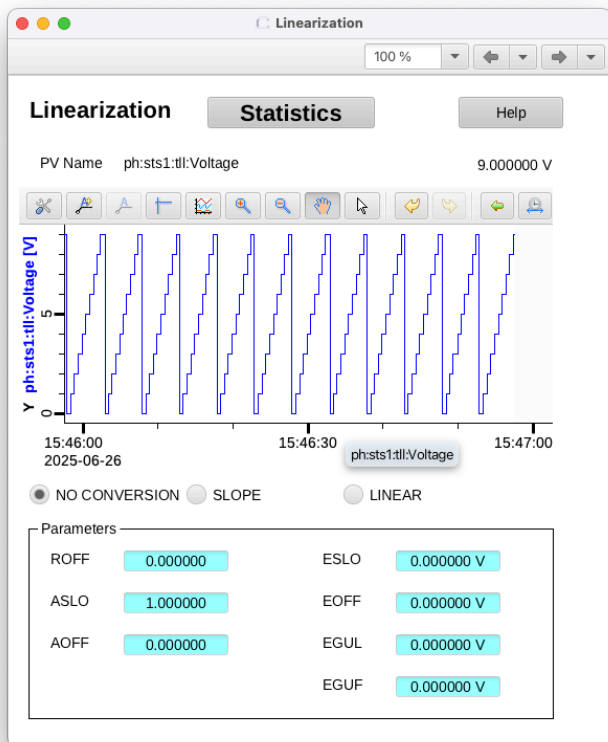 Linearization
100 %
Linearization Statistics Help
PV Name ph:sts1:tll:Voltage 9.000000 V
Y ph:sts1:tll:Voltage [V]
5
0
15:46:00 15:46:30 15:47:00
2025-06-26
ph:sts1:tll:Voltage
NO CONVERSION SLOPE LINEAR
Parameters
ROFF 0.000000 ESLO 0.000000 V
ASLO 1.000000 EOFF 0.000000 V
AOFF 0.000000 EGUL 0.000000 V
EGUF 0.000000 V